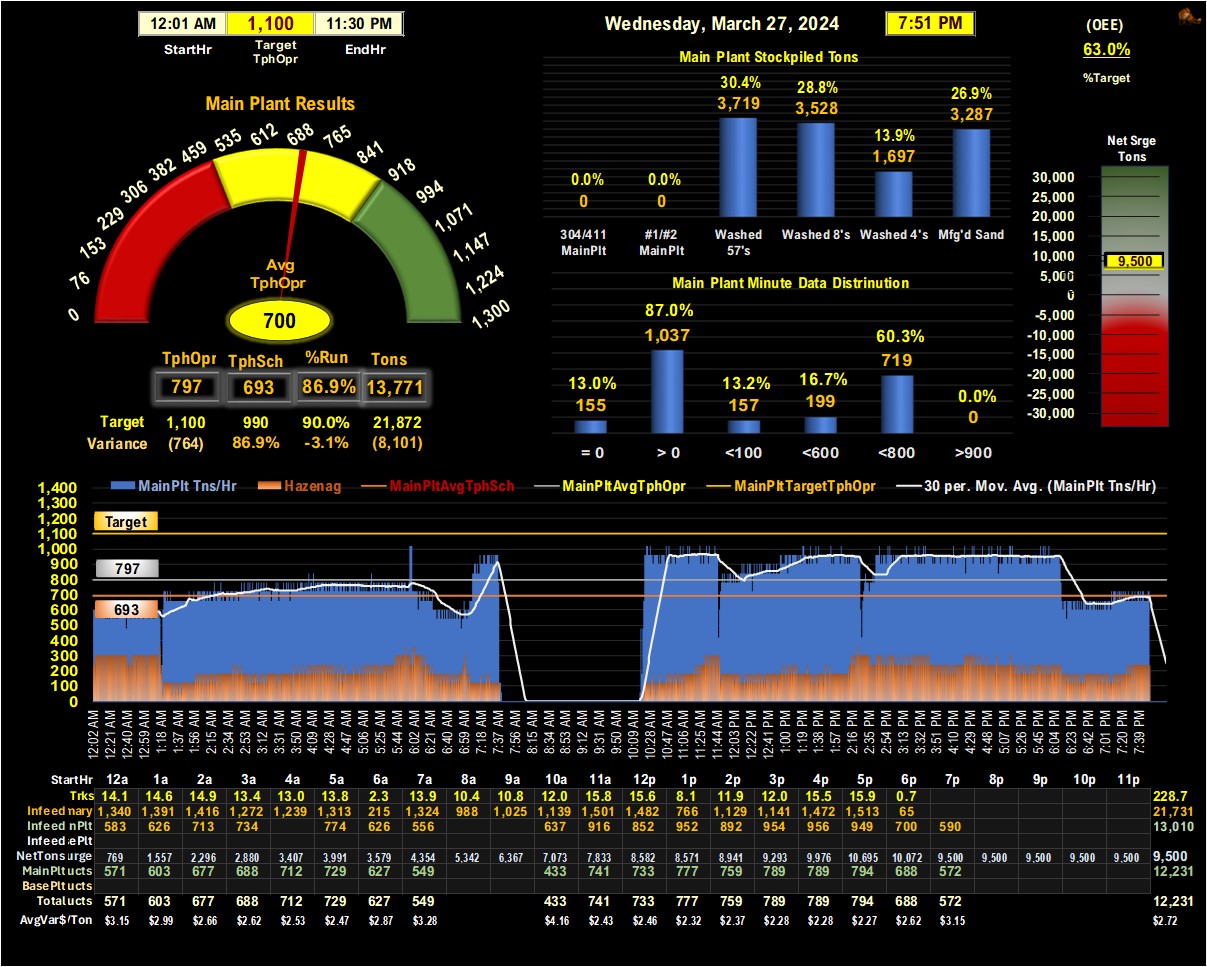 12:01 AM 1,100 11:30 PM
StartHr Target TphOpr EndHr
Wednesday, March 27, 2024 7:51 PM
(OEE)
63.0%
%Target
Main Plant Results
0 76 153 229 306 382 459 535 612 688 765 841 918 994 1,071 1,147 1,224 1,300
Avg
TphOpr
700
TphOpr TphSch %Run Tons
797 693 86.9% 13,771
Target 1,100 990 90.0% 21,872
Variance (764) 86.9% -3.1% (8,101)
Main Plant Stockpiled Tons
0.0% 0.0% 30.4% 28.8% 13.9% 26.9%
0 0 3,719 3,528 1,697 3,287
304/411 MainPlt #1/#2 MainPlt Washed 57's Washed 8's Washed 4's Mfg'd Sand
Main Plant Minute Data Distrinution
13.0% 87.0% 13.2% 16.7% 60.3% 0.0%
155 1,037 157 199 719 0
= 0 > 0 <100 <600 <800 >900
Net Srge
Tons
30,000
25,000
20,000
15,000
10,000
9,500
5,000
0
-5,000
-10,000
-15,000
-20,000
-25,000
-30,000
MainPlt Tns/Hr Hazenag MainPltAvgTphSch MainPltAvgTphOpr MainPltTargetTphOpr 30 per. Mov. Avg. (MainPlt Tns/Hr)
1,400
1,300
1,200
1,100
1,000
900
800
700
600
500
400
300
200
100
0
Target
797
693
12:02 AM 12:21 AM 12:40 AM 12:59 AM 1:18 AM 1:37 AM 1:56 AM 2:15 AM 2:34 AM 2:53 AM 3:12 AM 3:31 AM 3:50 AM 4:09 AM 4:28 AM 4:47 AM 5:06 AM 5:25 AM 5:44 AM 6:02 AM 6:21 AM 6:40 AM 6:59 AM 7:18 AM 7:37 AM 7:56 AM 8:15 AM 8:34 AM 8:53 AM 9:12 AM 9:31 AM 9:50 AM 10:09 AM 10:28 AM 11:06 AM 11:25 AM 11:44 AM 12:03 PM 12:22 PM 12:41 PM 1:00 PM 1:19 PM 1:38 PM 1:57 PM 2:16 PM 2:35 PM 2:54 PM 3:13 PM 3:32 PM 3:51 PM 4:10 PM 4:29 PM 4:48 PM 5:07 PM 5:26 PM 5:45 PM 6:04 PM 6:23 PM 6:42 PM 7:01 PM 7:20 PM 7:39 PM
StartHr 12a 1a 2a 3a 4a 5a 6a 7a 8a 9a 10a 11a 12p 1p 2p 3p 4p 5p 6p 7p 8p 9p 10p 11p
Trks 14.1 14.6 14.9 13.4 13.0 13.8 2.3 13.9 10.4 10.8 12.0 15.8 15.6 8.1 11.9 12.0 15.5 15.9 0.7 228.7
Infeed nary 1,340 1,391 1,416 1,272 1,239 1,313 215 1,324 988 1,025 1,139 1,501 1,482 766 1,129 1,141 1,472 1,513 65 21,731
Infeed nPlt 583 626 713 734 774 626 556 637 916 852 952 892 954 956 949 700 590 13,010
Infeed ePlt
NetTons urge 769 1,557 2,296 2,880 3,407 3,991 3,579 4,354 5,342 6,367 7,073 7,833 8,582 8,571 8,941 9,293 9,976 10,695 10,072 9,500 9,500 9,500 9,500 9,500 9,500
MainPlt ucts 571 603 677 688 712 729 627 549 433 741 733 777 759 789 789 794 688 572 12,231
BasePlt ucts
Total ucts 571 603 677 688 712 729 627 549 433 741 733 777 759 789 789 794 688 572 12,231
AvgVar$/Ton $3.15 $2.99 $2.66 $2.62 $2.53 $2.47 $2.87 $3.28 $4.16 $2.43 $2.46 $2.32 $2.37 $2.28 $2.28 $2.27 $2.62 $3.15 $2.72